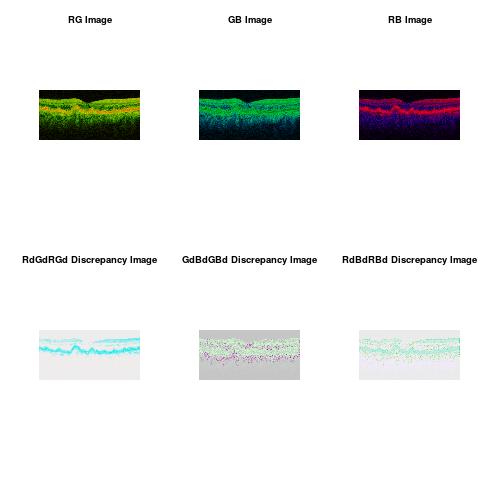 RG Image
GB Image
RB Image
RdGdRGd Discrepancy Image
GdBdGBd Discrepancy Image
RdBdRBd Discrepancy Image